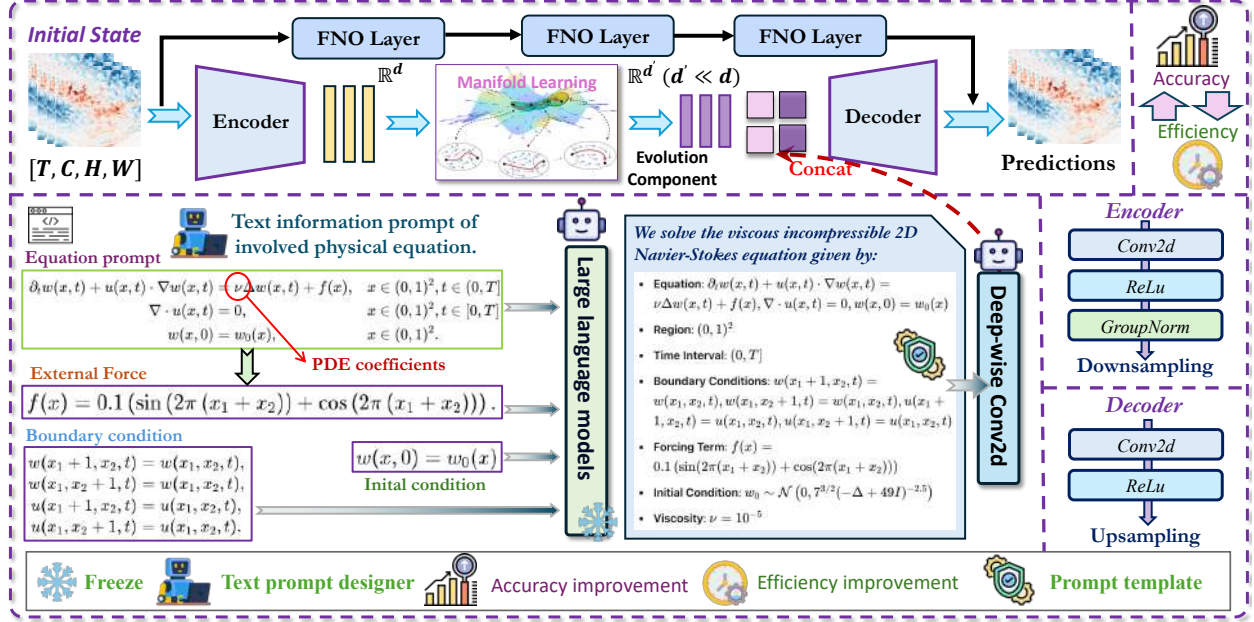 Initial State
FNO Layer
FNO Layer
FNO Layer
ℝ^d
Manifold Learning
ℝ^{d'} (d' ≪ d)
Encoder
Decoder
Evolution
Component
Concat
[T, C, H, W]
Predictions
Accuracy
Efficiency
Text information prompt of
involved physical equation.
Equation prompt
∂_t w(x, t) + u(x, t) · ∇w(x, t) = νΔw(x, t) + f(x), x ∈ (0, 1)^2, t ∈ (0, T]
∇ · u(x, t) = 0, x ∈ (0, 1)^2, t ∈ [0, T]
w(x, 0) = w_0(x), x ∈ (0, 1)^2.
PDE coefficients
External Force
f(x) = 0.1 (sin (2π (x_1 + x_2)) + cos (2π (x_1 + x_2))) .
Boundary condition
w(x_1 + 1, x_2, t) = w(x_1, x_2, t),
w(x_1, x_2 + 1, t) = w(x_1, x_2, t),
u(x_1 + 1, x_2, t) = u(x_1, x_2, t),
u(x_1, x_2 + 1, t) = u(x_1, x_2, t).
w(x, 0) = w_0(x)
Inital condition
Large language models
We solve the viscous incompressible 2D
Navier-Stokes equation given by:
• Equation: ∂_t w(x, t) + u(x, t) · ∇w(x, t) =
νΔw(x, t) + f(x), ∇ · u(x, t) = 0, w(x, 0) = w_0(x)
• Region: (0, 1)^2
• Time Interval: (0, T]
• Boundary Conditions: w(x_1 + 1, x_2, t) =
w(x_1, x_2, t), w(x_1, x_2 + 1, t) = w(x_1, x_2, t), u(x_1 +
1, x_2, t) = u(x_1, x_2, t), u(x_1, x_2 + 1, t) = u(x_1, x_2, t)
• Forcing Term: f(x) =
0.1 (sin(2π(x_1 + x_2)) + cos(2π(x_1 + x_2)))
• Initial Condition: w_0 ∼ N (0, 7^{3/2}(−Δ + 49I)^{−2.5})
• Viscosity: ν = 10^{−5}
Deep-wise Conv2d
Encoder
Conv2d
ReLu
GroupNorm
Downsampling
Decoder
Conv2d
ReLu
Upsampling
Freeze
Text prompt designer
Accuracy improvement
Efficiency improvement
Prompt template